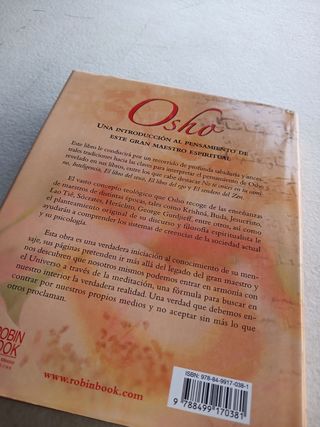 Osho
UNA INTRODUCCIÓN AL PENSAMIENTO DE
ESTE GRAN MAESTRO ESPIRITUAL
Este libro le conducirá por un recorrido de profunda sabiduría y ances-
trales tradiciones hacia las claves para interpretar el pensamiento de Osho
revelado en sus libros; entre los que cabe destacar No te enojes en la
Inteligencia, El libro del sexo, El libro del ego y El sendero del Zen.
El vasto concepto teológico que Osho recoge de las enseñanzas
de maestros de distintas épocas, tales como Krishná, Buda, Jesucristo,
Lao Tsé, Sócrates, Heráclito, George Gurdjieff, entre otros, así como
el planteamiento original de su discurso y filosofía espiritualista le
ayudarán a comprender los sistemas de creencias de la sociedad actual
y su psicología.
Esta obra es una verdadera iniciación al conocimiento de su men-
saje, sus páginas pretenden ir más allá del legado del gran maestro y
nos descubren que nosotros mismos podemos entrar en armonía con
el Universo a través de la meditación, una fórmula para buscar en
nuestro interior la verdadera realidad. Una verdad que debemos en-
contrar por nuestros propios medios y no aceptar sin más lo que
otros proclaman.
ROBIN
BOOK
www.robinbook.com
ISBN: 978-84-9917-038-1
9 788499 170381